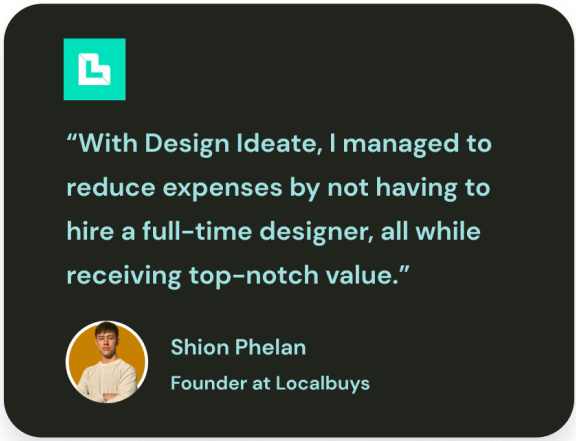 “With Design Ideate, I managed to
reduce expenses by not having to
hire a full-time designer, all while
receiving top-notch value.”
Shion Phelan
Founder at Localbuys